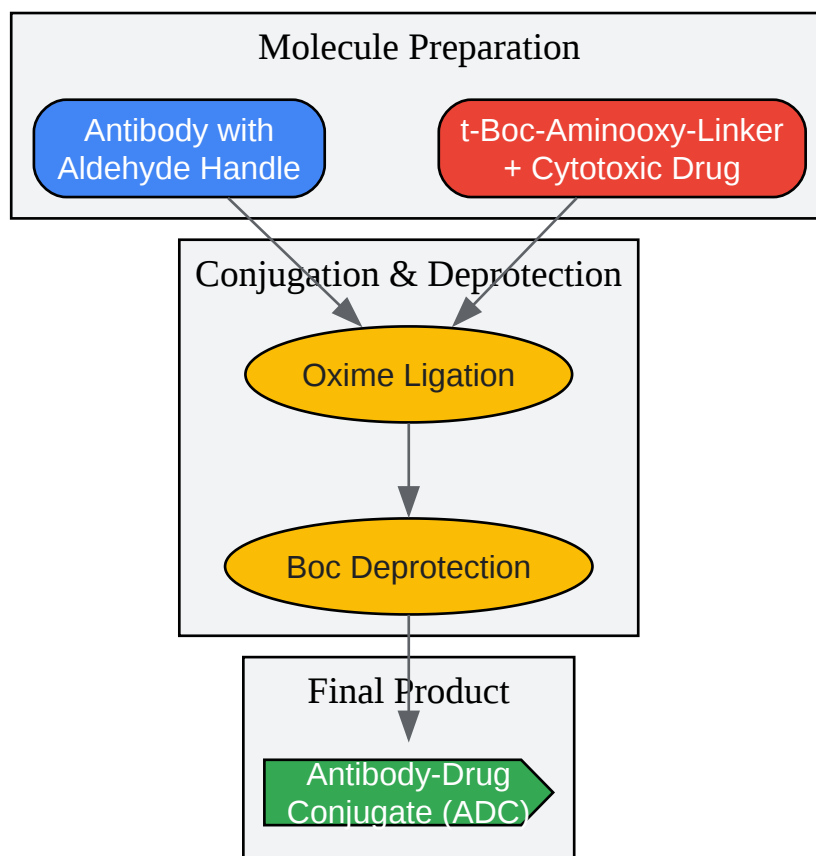 Molecule Preparation
Antibody with
Aldehyde Handle
t-Boc-Aminooxy-Linker
+ Cytotoxic Drug
Conjugation & Deprotection
Oxime Ligation
Boc Deprotection
Final Product
Antibody-Drug
Conjugate (ADC)